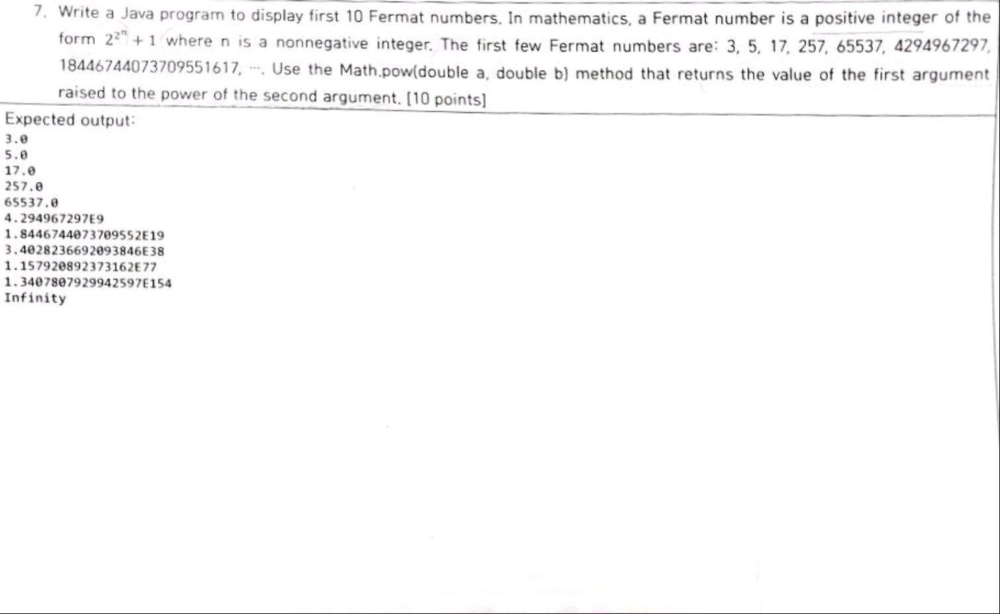 7. Write a Java program to display first 10 Fermat numbers. In mathematics, a Fermat number is a positive integer of the
form 2^{2^n} + 1 where n is a nonnegative integer. The first few Fermat numbers are: 3, 5, 17, 257, 65537, 4294967297,
18446744073709551617, ···. Use the Math.pow(double a, double b) method that returns the value of the first argument
raised to the power of the second argument. [10 points]
Expected output:
3.0
5.0
17.0
257.0
65537.0
4.294967297E9
1.8446744073709552E19
3.4028236692093846E38
1.157920892373162E77
1.3407807929942597E154
Infinity